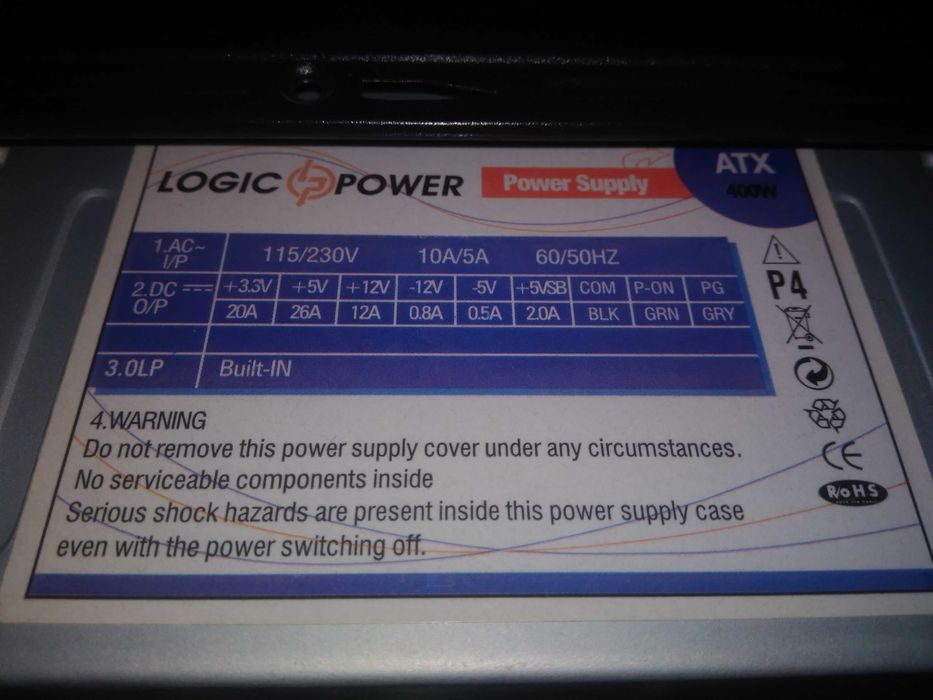 LOGIC POWER Power Supply ATX
400W
1.AC~ I/P 115/230V 10A/5A 60/50HZ
2.DC O/P +3.3V +5V +12V -12V -5V +5VSB COM P-ON PG
20A 26A 12A 0.8A 0.5A 2.0A BLK GRN GRY
3.0LP Built-IN
P4
4.WARNING
Do not remove this power supply cover under any circumstances.
No serviceable components inside
Serious shock hazards are present inside this power supply case
even with the power switching off.
CE
RoHS